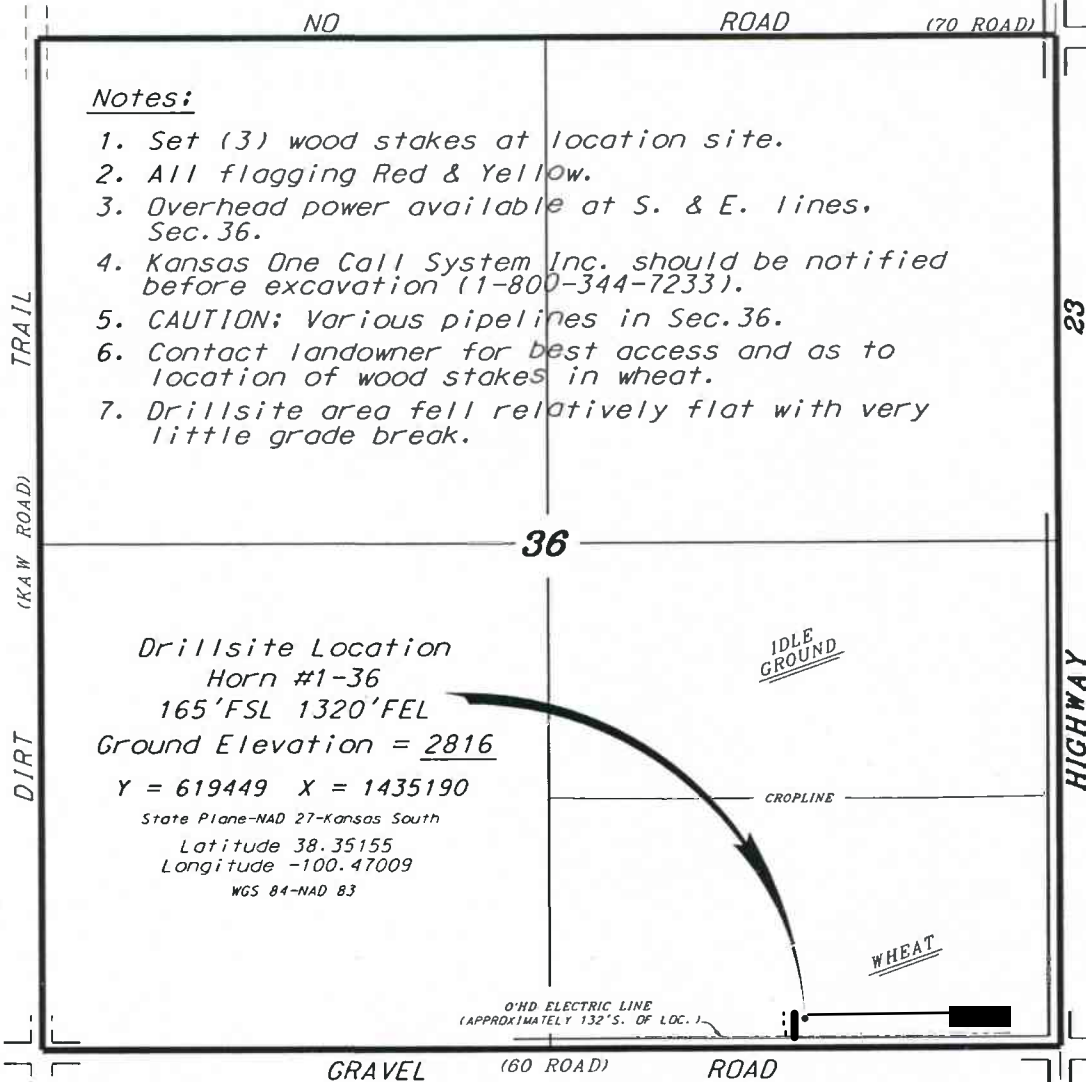 NO ROAD (70 ROAD)
Notes:
1. Set (3) wood stakes at location site.
2. All flagging Red & Yellow.
3. Overhead power available at S. & E. lines,
Sec. 36.
4. Kansas One Call System Inc. should be notified
before excavation (1-800-344-7233).
5. CAUTION: Various pipelines in Sec. 36.
6. Contact landowner for best access and as to
location of wood stakes in wheat.
7. Drillsite area fell relatively flat with very
little grade break.
DIRT (KAW ROAD) TRAIL
36
HIGHWAY 23
Drillsite Location
Horn #1-36
165'FSL 1320'FEL
Ground Elevation = 2816
Y = 619449 X = 1435190
State Plane-NAD 27-Kansas South
Latitude 38.35155
Longitude -100.47009
WGS 84-NAD 83
IDLE
GROUND
CROPLINE
WHEAT
O'HD ELECTRIC LINE
(APPROXIMATELY 132'S. OF LOC.)
GRAVEL (60 ROAD) ROAD